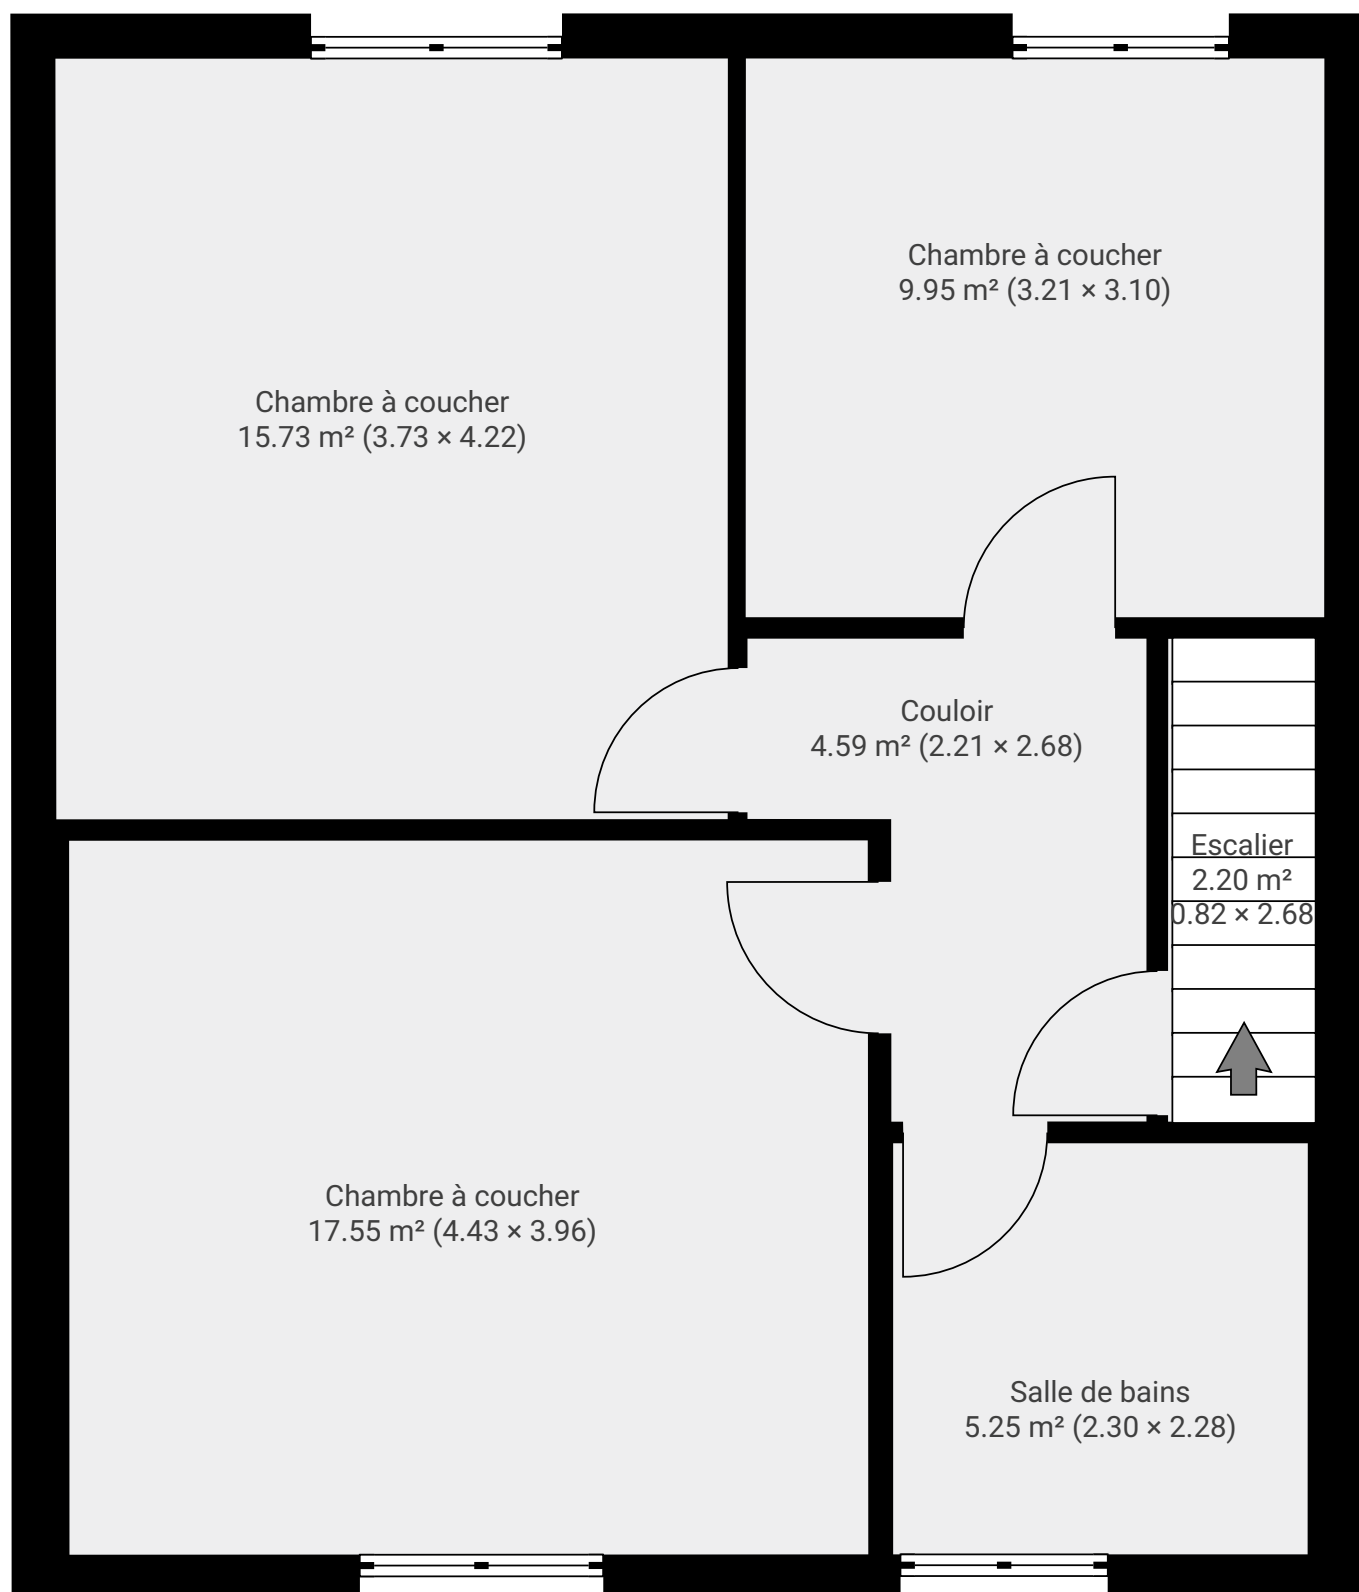 Chambre à coucher
9.95 m² (3.21 × 3.10)
Chambre à coucher
15.73 m² (3.73 × 4.22)
Couloir
4.59 m² (2.21 × 2.68)
Escalier
2.20 m²
0.82 × 2.68
Chambre à coucher
17.55 m² (4.43 × 3.96)
Salle de bains
5.25 m² (2.30 × 2.28)